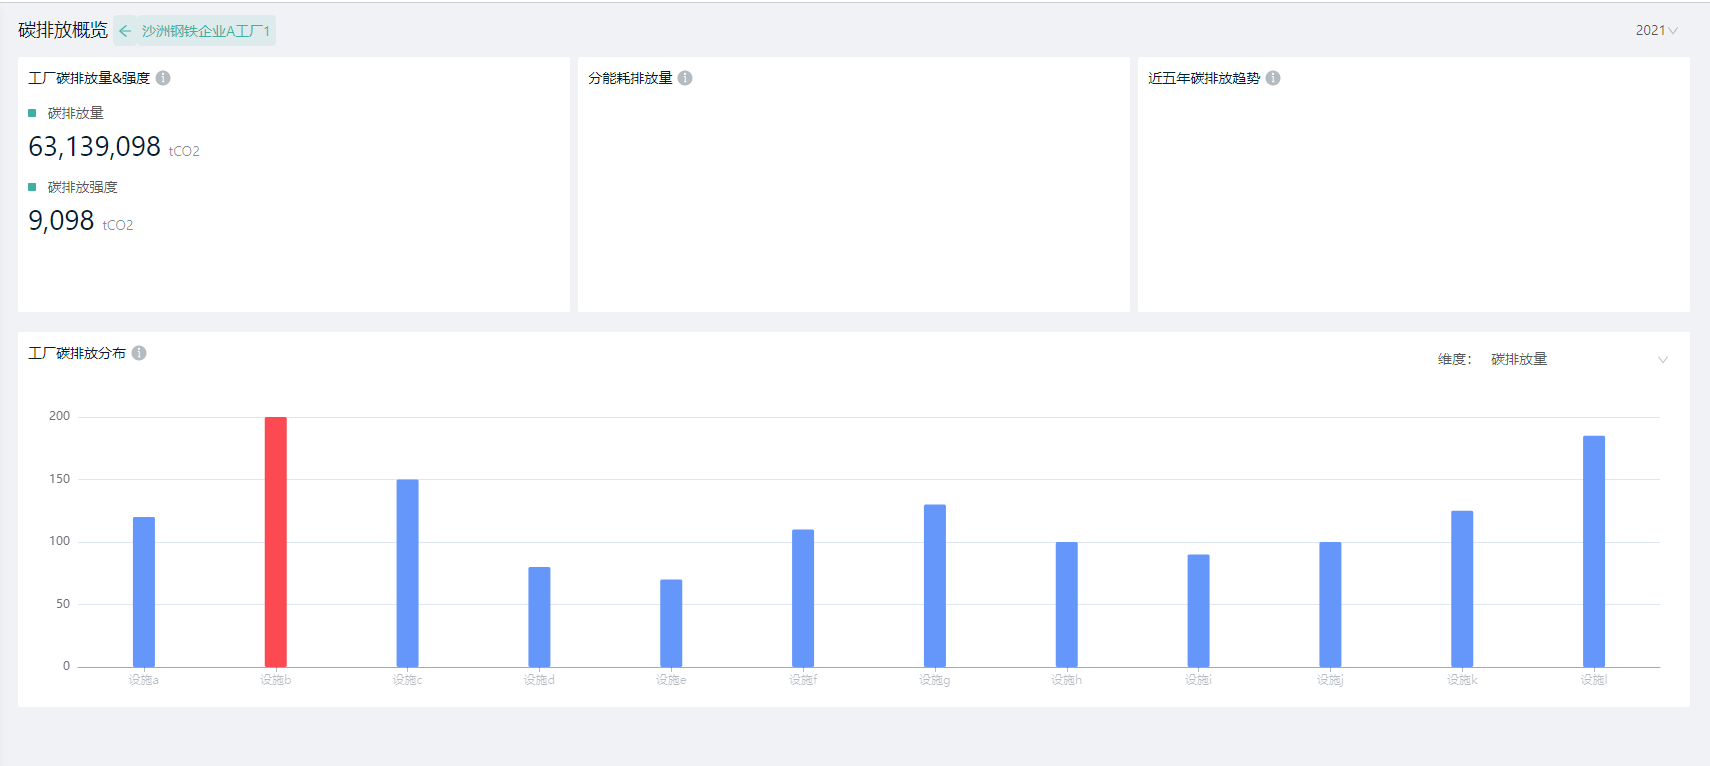 碳排放概览 沙洲钢铁企业A工厂1 2021
工厂碳排放量&强度
碳排放量
63,139,098 tCO2
碳排放强度
9,098 tCO2
分能耗排放量
近五年碳排放趋势
工厂碳排放分布
维度： 碳排放量
200
150
100
50
0
设施a 设施b 设施c 设施d 设施e 设施f 设施g 设施h 设施i 设施j 设施k 设施l